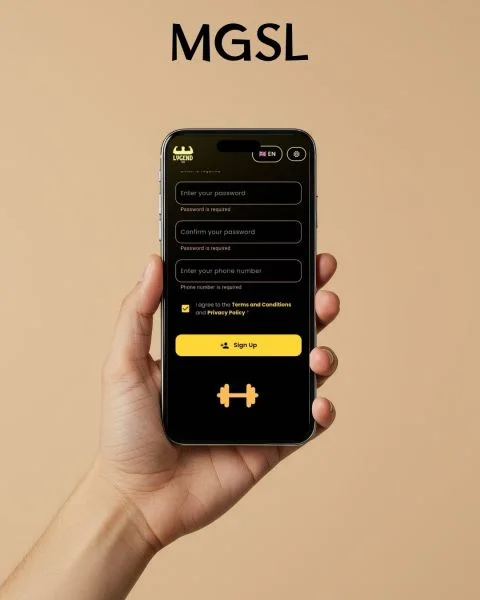 MGSL
LVGEND
EN
Enter your password
Password is required
Confirm your password
Password is required
Enter your phone number
Phone number is required
I agree to the Terms and Conditions
and Privacy Policy *
Sign Up